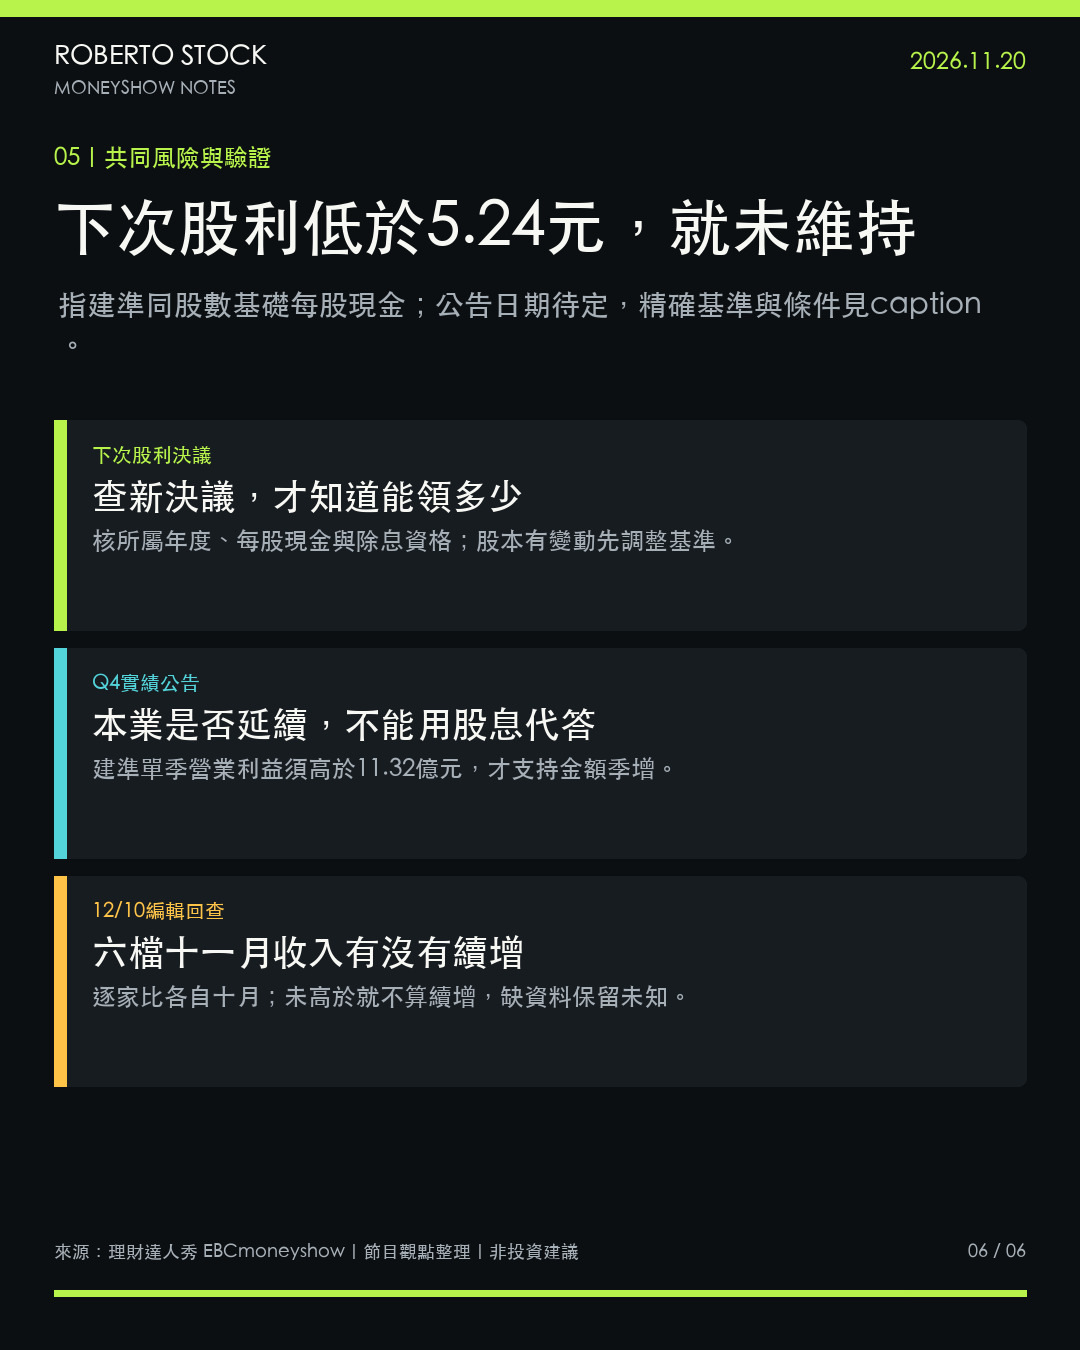 ROBERTO STOCK
2026.11.20
MONEYSHOW NOTES
05｜共同風險與驗證
下次股利低於5.24元，就未維持
指建準同股數基礎每股現金；公告日期待定，精確基準與條件見caption
。
下次股利決議
查新決議，才知道能領多少
核所屬年度、每股現金與除息資格；股本有變動先調整基準。
Q4實績公告
本業是否延續，不能用股息代答
建準單季營業利益須高於11.32億元，才支持金額季增。
12/10編輯回查
六檔十一月收入有沒有續增
逐家比各自十月；未高於就不算續增，缺資料保留未知。
來源：理財達人秀 EBCmoneyshow｜節目觀點整理｜非投資建議
06 / 06